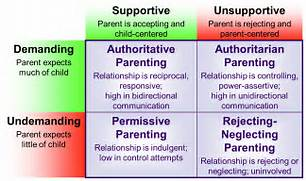 Supportive
Parent is accepting and
child-centered
Unsupportive
Parent is rejecting and
parent-centered
Demanding
Parent expects
much of child
Authoritative
Parenting
Relationship is reciprocal,
responsive;
high in bidirectional
communication
Authoritarian
Parenting
Relationship is controlling,
power-assertive;
high in unidirectional
communication
Undemanding
Parent expects
little of child
Permissive
Parenting
Relationship is indulgent;
low in control attempts
Rejecting-
Neglecting
Parenting
Relationship is rejecting or
neglecting; uninvolved